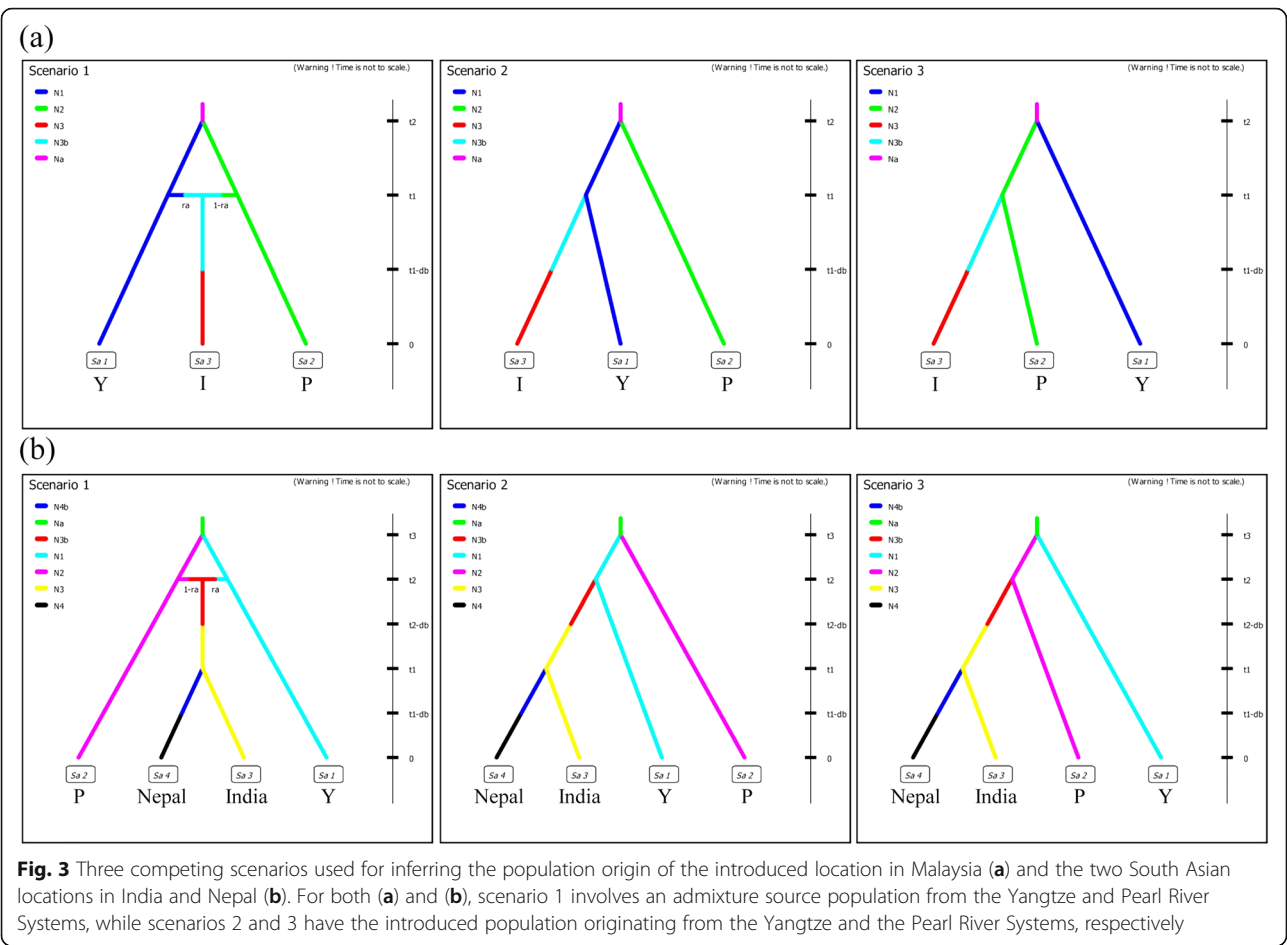 (a)
Scenario 1
(Warning ! Time is not to scale.)
N1
N2
N3
N3b
Na
t2
t1
ra
1-ra
t1-db
0
Sa 1
Sa 3
Sa 2
Y
I
P
Scenario 2
(Warning ! Time is not to scale.)
N1
N2
N3
N3b
Na
t2
t1
t1-db
0
Sa 3
Sa 1
Sa 2
I
Y
P
Scenario 3
(Warning ! Time is not to scale.)
N1
N2
N3
N3b
Na
t2
t1
t1-db
0
Sa 3
Sa 2
Sa 1
I
P
Y
(b)
Scenario 1
(Warning ! Time is not to scale.)
N4b
Na
N3b
N1
N2
N3
N4
t3
t2
1-ra
ra
t2-db
t1
t1-db
0
Sa 2
Sa 4
Sa 3
Sa 1
P
Nepal
India
Y
Scenario 2
(Warning ! Time is not to scale.)
N4b
Na
N3b
N1
N2
N3
N4
t3
t2
t2-db
t1
t1-db
0
Sa 4
Sa 3
Sa 1
Sa 2
Nepal
India
Y
P
Scenario 3
(Warning ! Time is not to scale.)
N4b
Na
N3b
N1
N2
N3
N4
t3
t2
t2-db
t1
t1-db
0
Sa 4
Sa 3
Sa 2
Sa 1
Nepal
India
P
Y
Fig. 3 Three competing scenarios used for inferring the population origin of the introduced location in Malaysia (a) and the two South Asian
locations in India and Nepal (b). For both (a) and (b), scenario 1 involves an admixture source population from the Yangtze and Pearl River
Systems, while scenarios 2 and 3 have the introduced population originating from the Yangtze and the Pearl River Systems, respectively